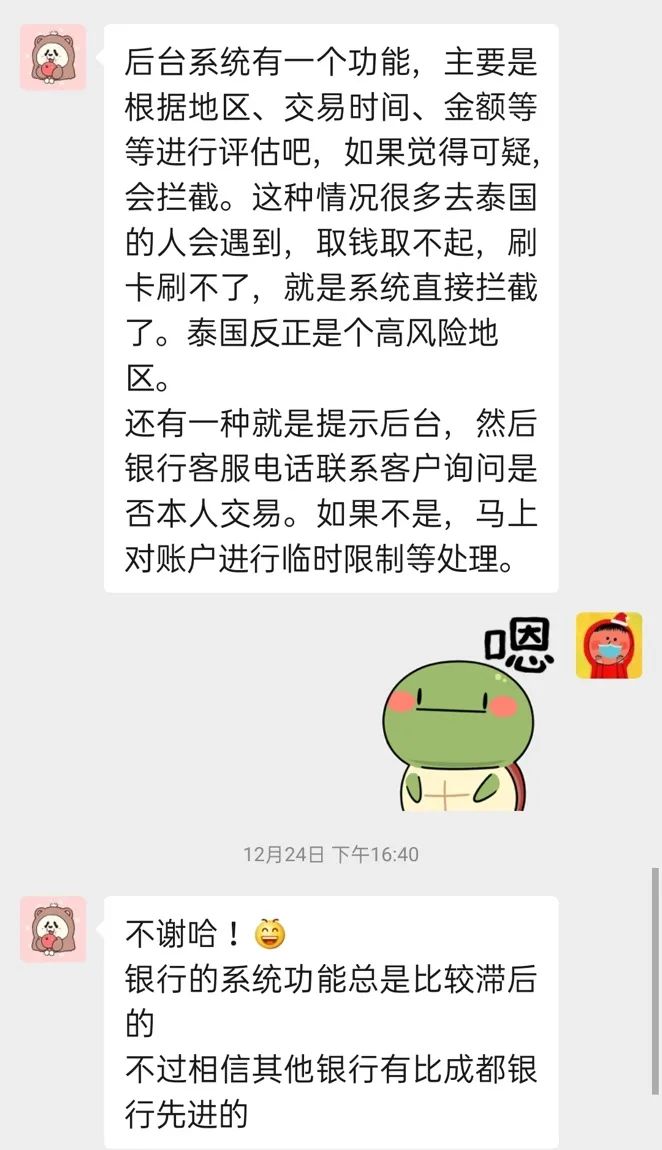 后台系统有一个功能，主要是
根据地区、交易时间、金额等
等进行评估吧，如果觉得可疑，
会拦截。这种情况很多去泰国
的人会遇到，取钱取不起，刷
卡刷不了，就是系统直接拦截
了。泰国反正是个高风险地
区。
还有一种就是提示后台，然后
银行客服电话联系客户询问是
否本人交易。如果不是，马上
对账户进行临时限制等处理。
嗯
12月24日 下午16:40
不谢哈！
银行的系统功能总是比较滞后
的
不过相信其他银行有比成都银
行先进的